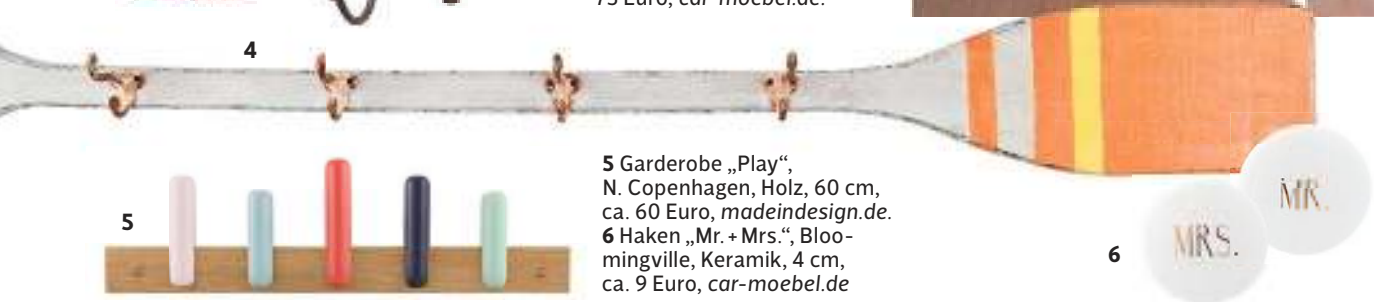 75 Euro, car-moebel.de.
4
5
5 Garderobe „Play“,
N. Copenhagen, Holz, 60 cm,
ca. 60 Euro, madeindesign.de.
6 Haken „Mr. + Mrs.“, Bloo-
mingville, Keramik, 4 cm,
ca. 9 Euro, car-moebel.de
6
MRS.
MR.